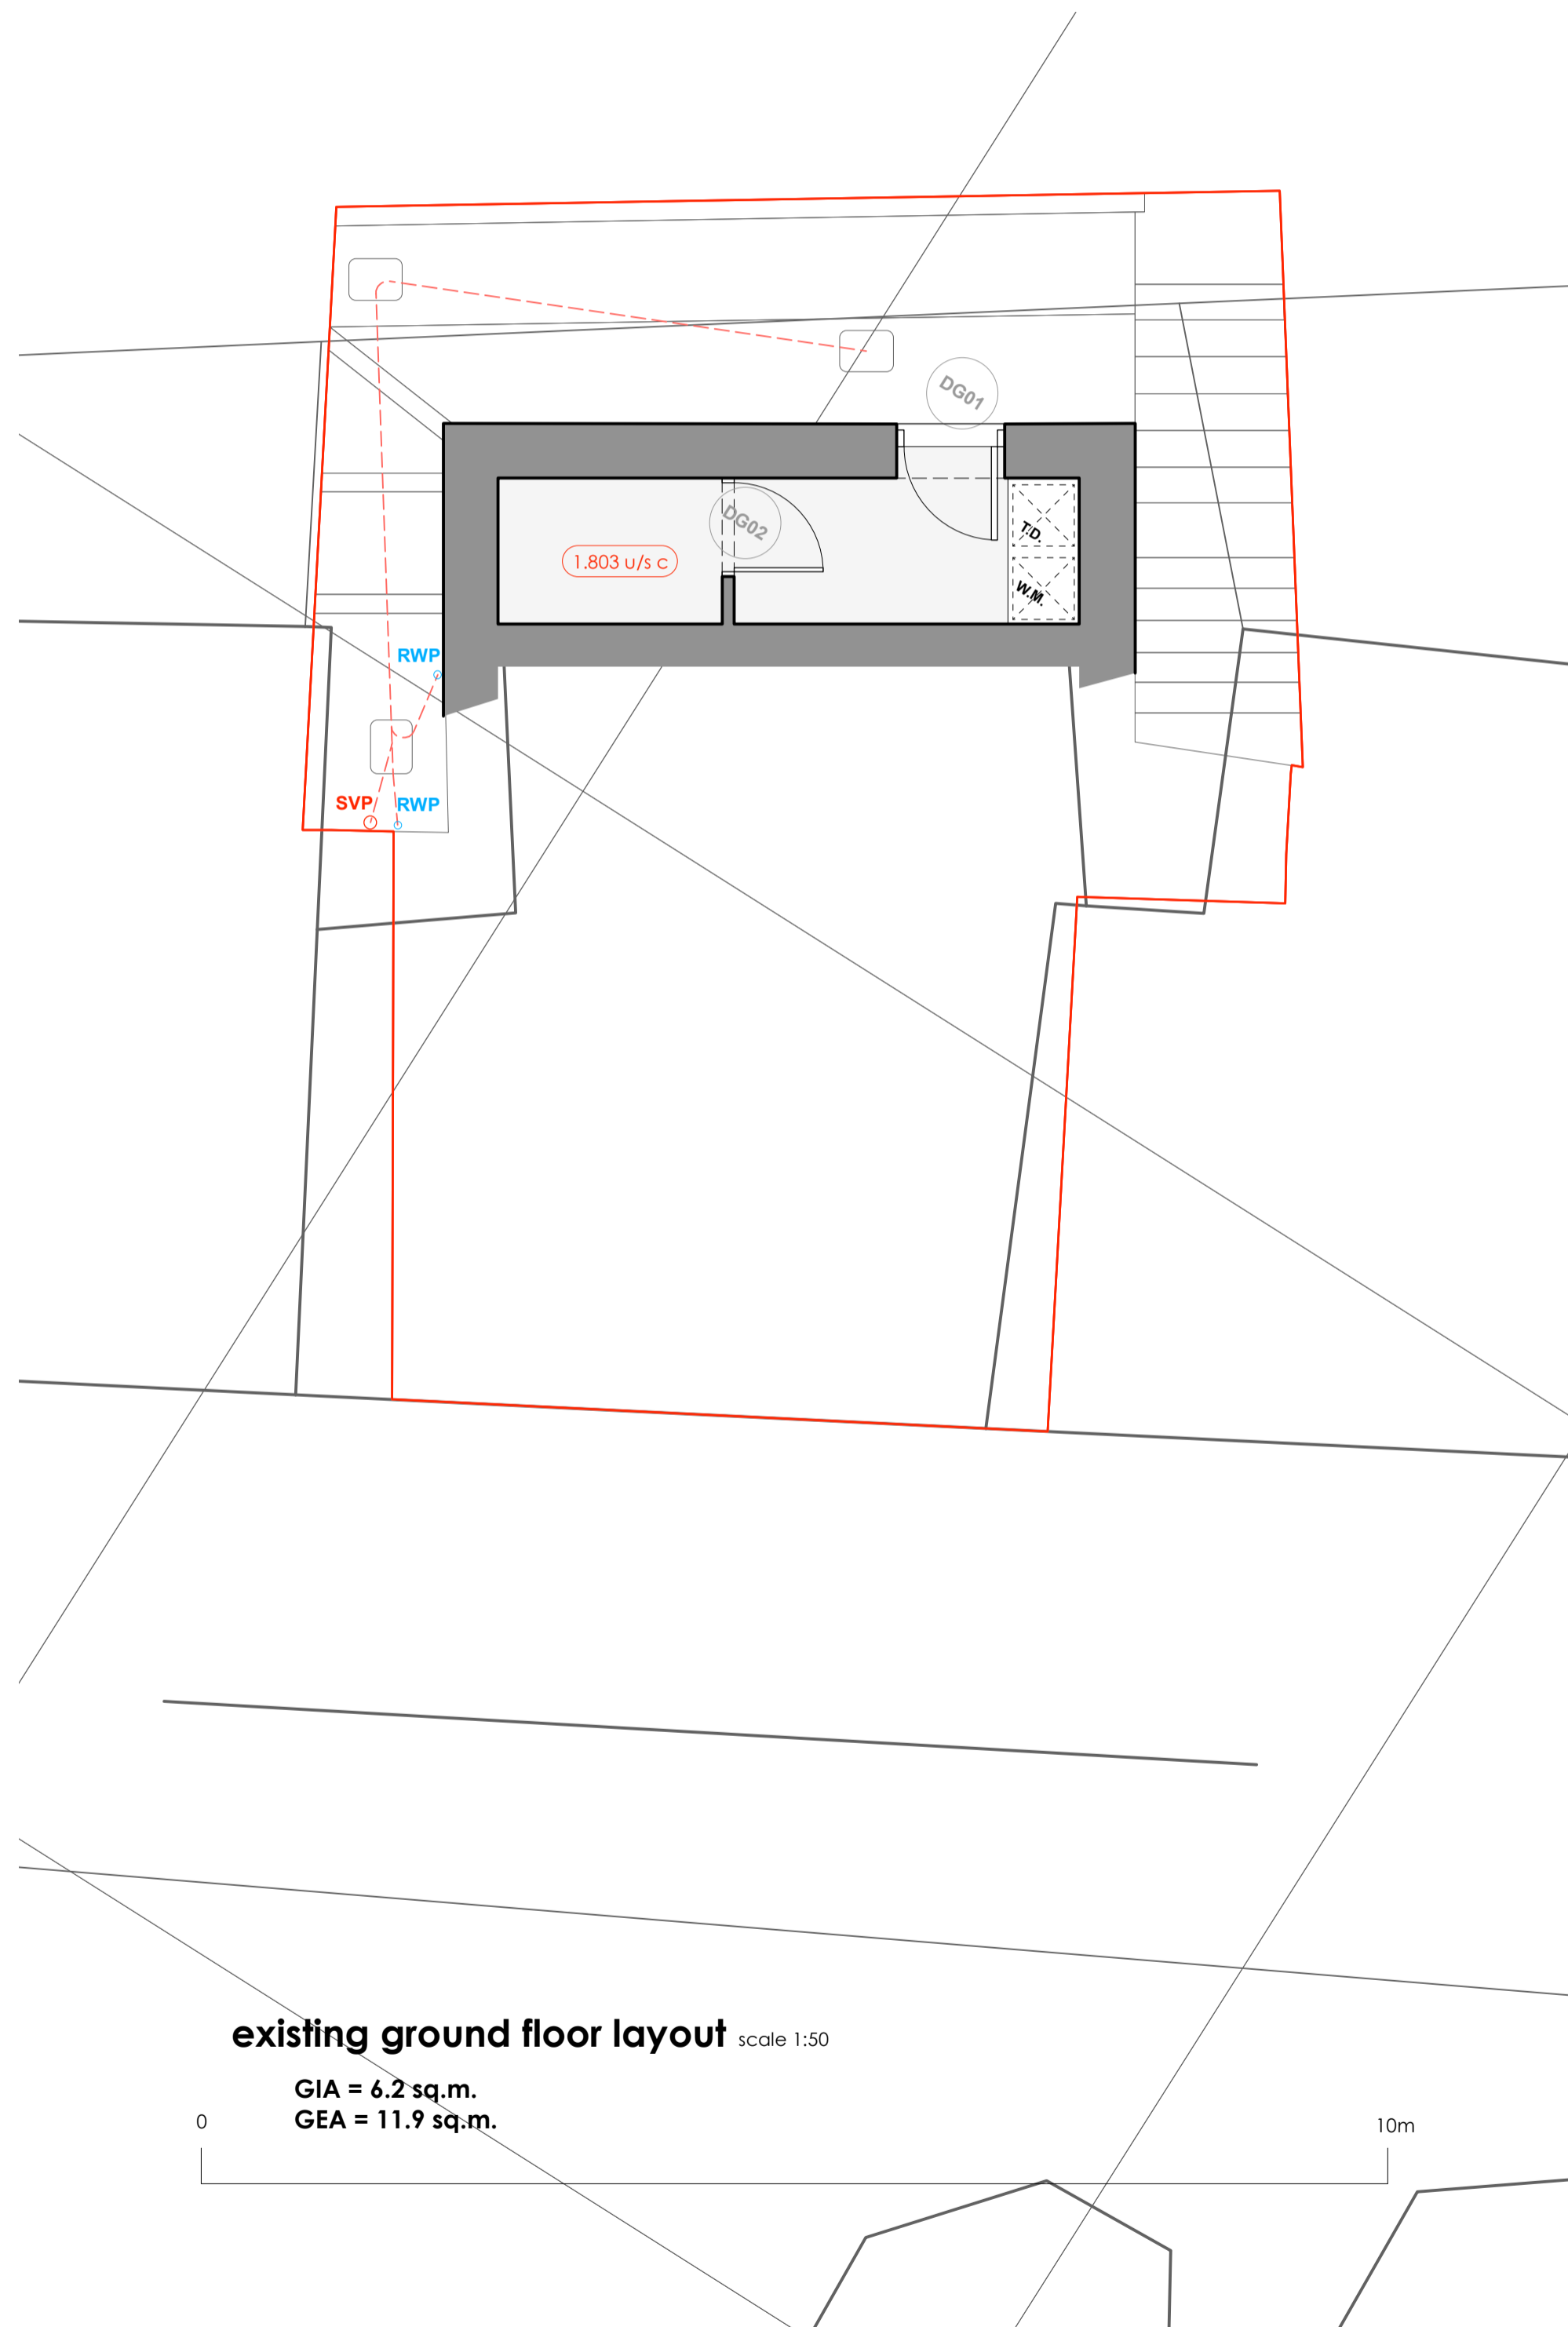 DG01
DG02
T.D.
1.803 u/s c
W.M.
RWP
SVP
RWP
existing ground floor layout scale 1:50
GIA = 6.2 sq.m.
GEA = 11.9 sq.m.
0
10m